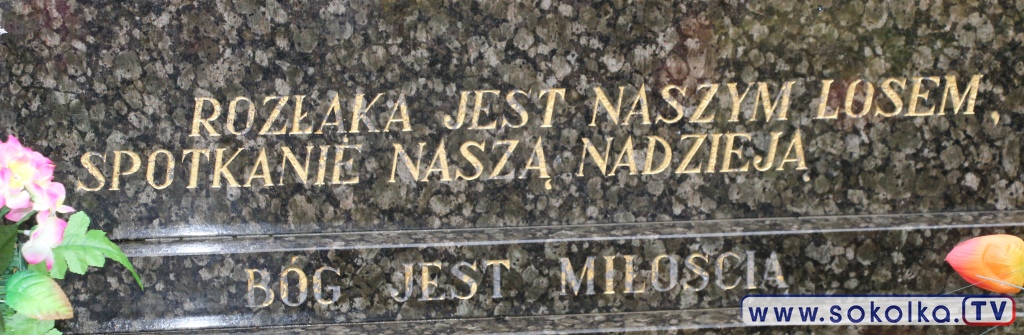 ROZŁĄKA JEST NASZYM LOSEM,
SPOTKANIE NASZĄ NADZIEJĄ
BÓG JEST MIŁOŚCIĄ
www.sokolka.TV